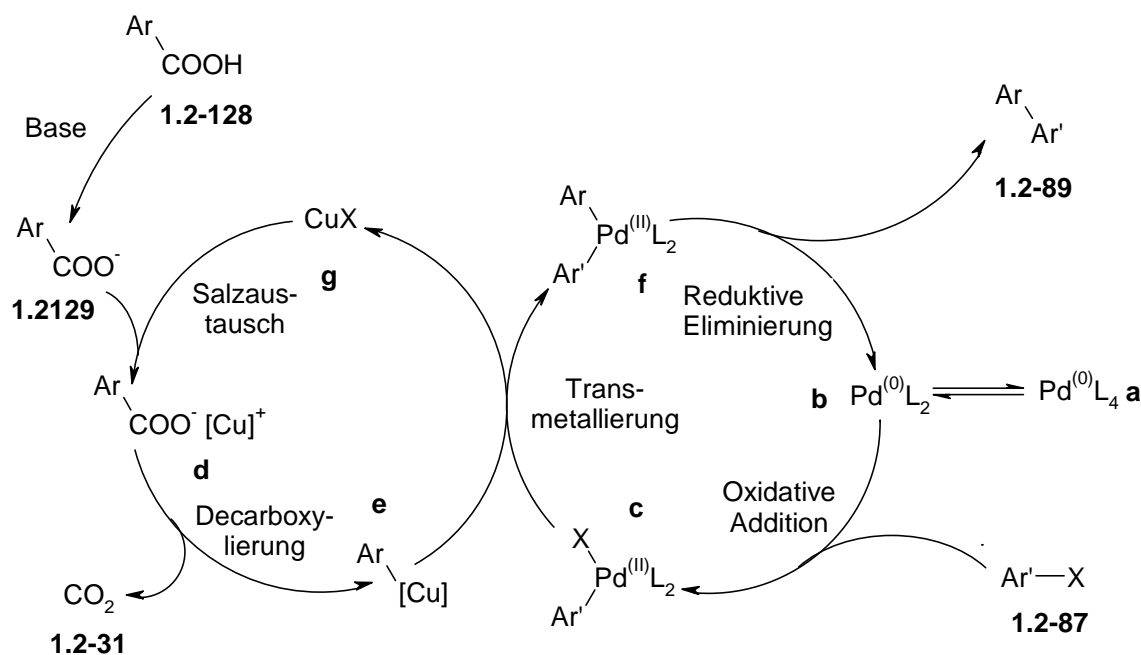 Ar
COOH
1.2-128
Base
Ar
COO⁻
1.2129
CuX
g
Salzaus-
tausch
Ar
COO⁻ [Cu]⁺
d
Decarboxy-
lierung
CO₂
1.2-31
e
Ar
[Cu]
Trans-
metallierung
Ar
Pd⁽ᴵᴵ⁾L₂
Ar'
f
Reduktive
Eliminierung
Ar
Ar'
1.2-89
b Pd⁽⁰⁾L₂
Pd⁽⁰⁾L₄ a
Oxidative
Addition
c
X
Pd⁽ᴵᴵ⁾L₂
Ar'
Ar'—X
1.2-87